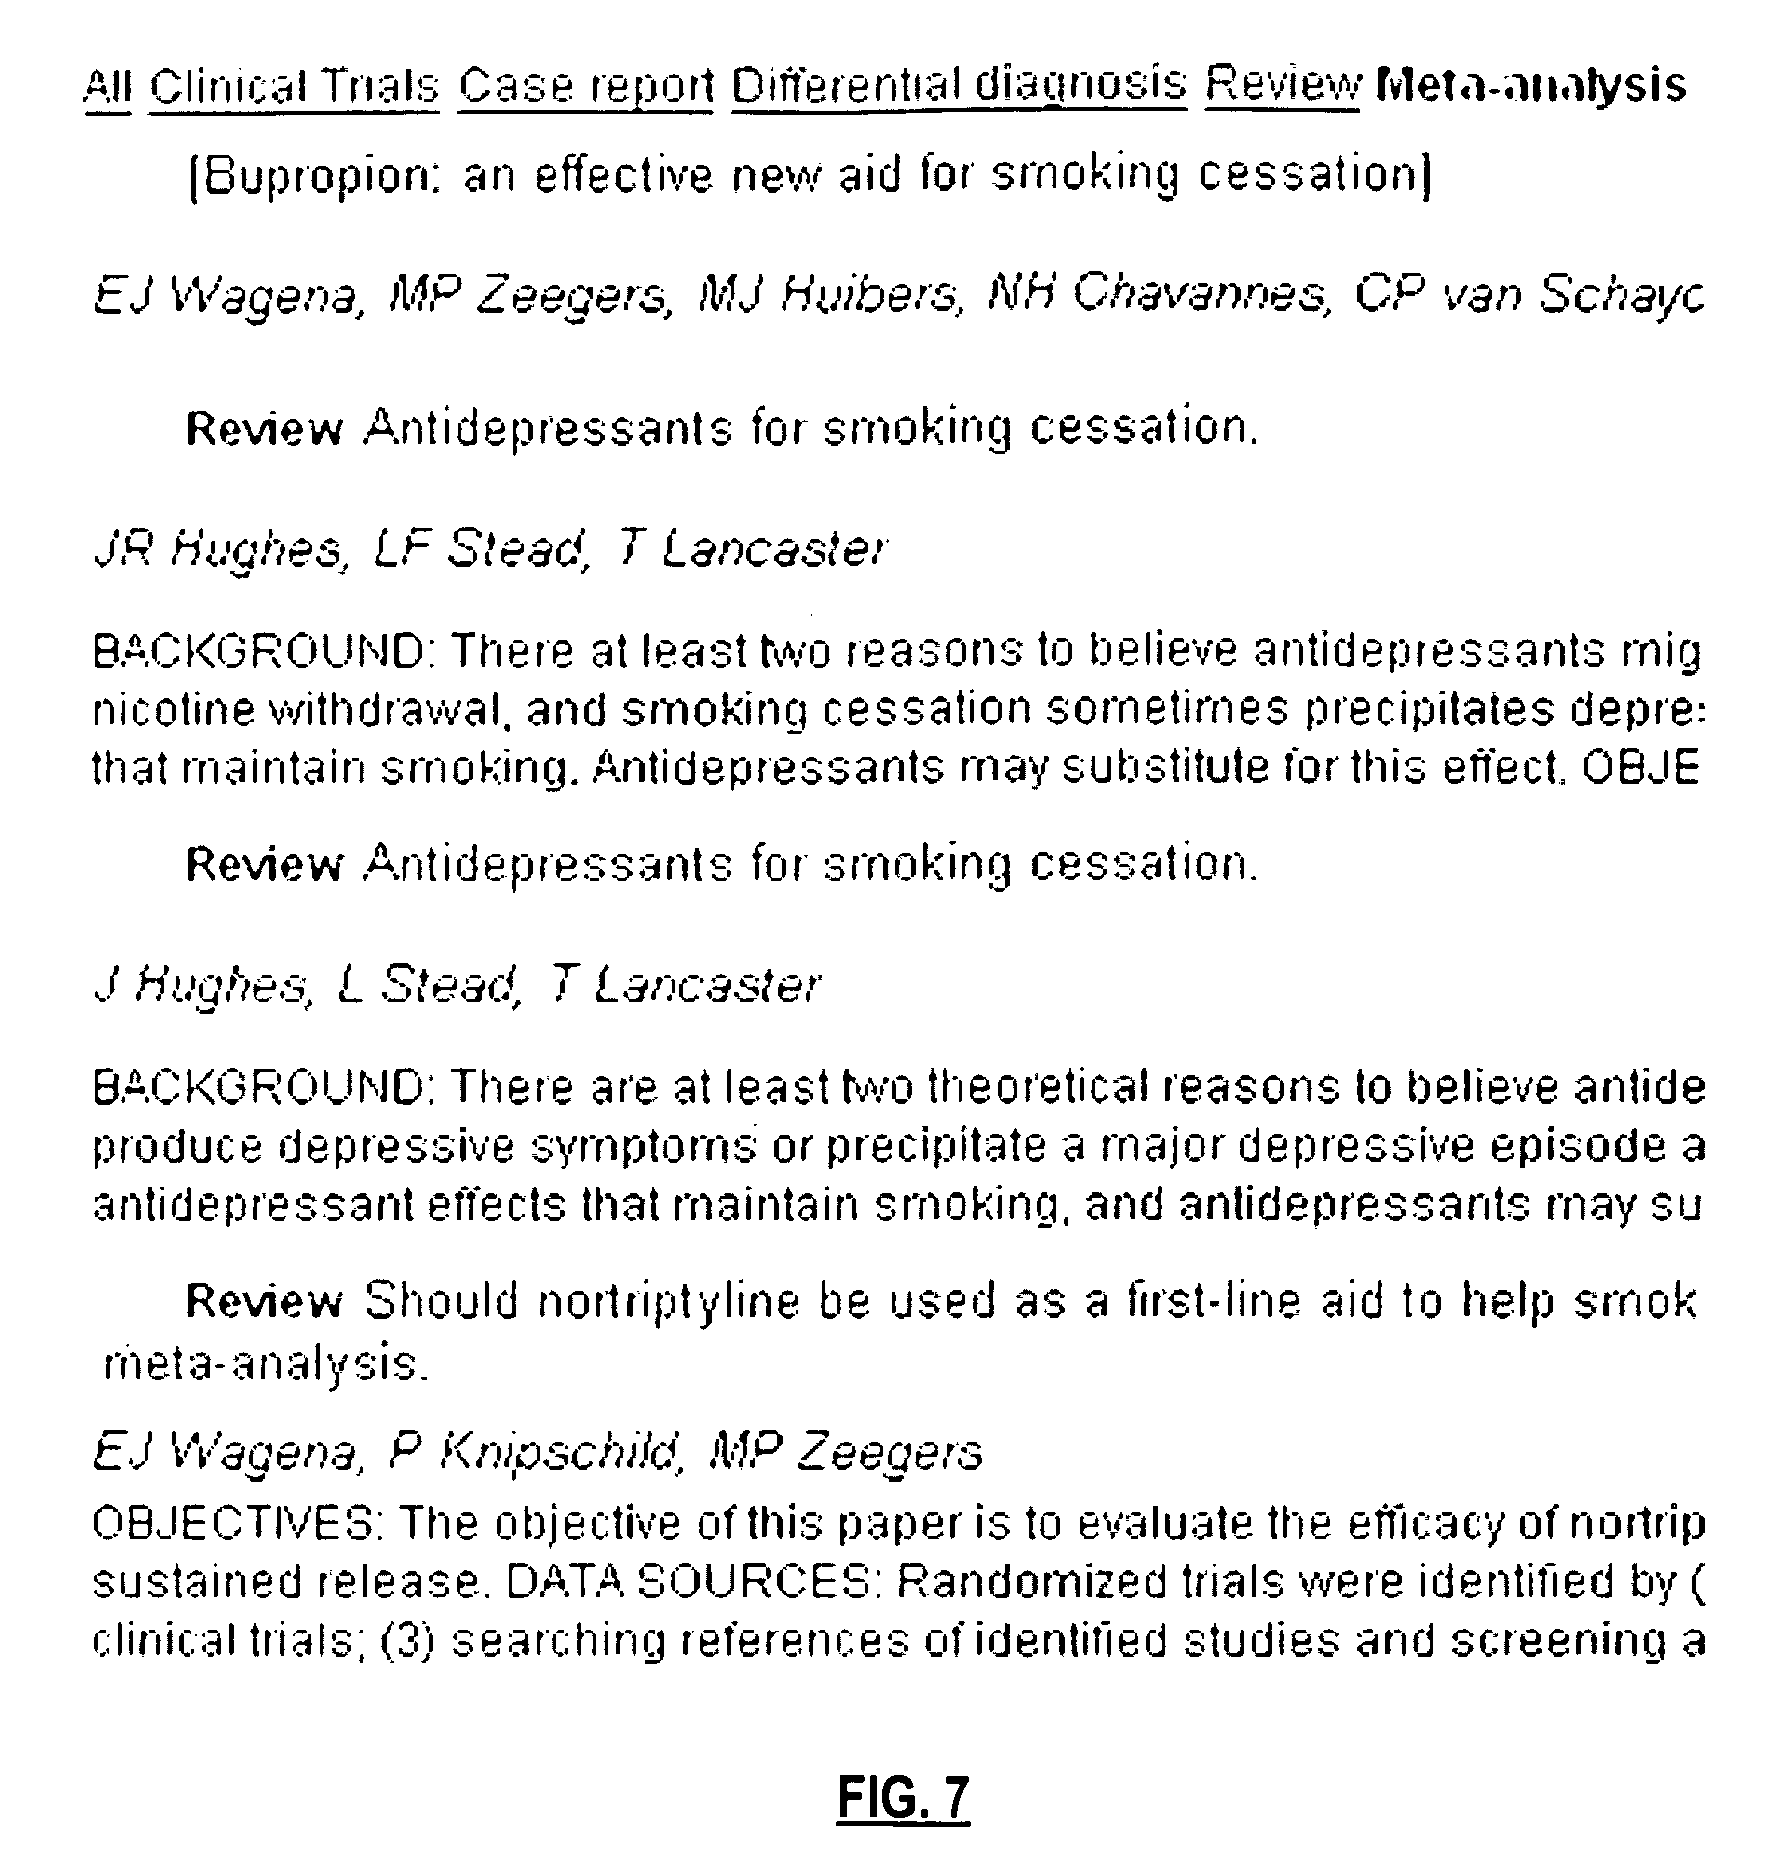 All Clinical Trials Case report Differential diagnosis Review Meta-analysis
[Bupropion: an effective new aid for smoking cessation]
EJ Wagena, MP Zeegers, MJ Huibers, NH Chavannes, CP van Schayc
Review Antidepressants for smoking cessation.
JR Hughes, LF Stead, T Lancaster
BACKGROUND: There at least two reasons to believe antidepressants mig
nicotine withdrawal, and smoking cessation sometimes precipitates depre
that maintain smoking. Antidepressants may substitute for this effect. OBJE
Review Antidepressants for smoking cessation.
J Hughes, L Stead, T Lancaster
BACKGROUND: There are at least two theoretical reasons to believe antide
produce depressive symptoms or precipitate a major depressive episode a
antidepressant effects that maintain smoking, and antidepressants may su
Review Should nortriptyline be used as a first-line aid to help smok
meta-analysis.
EJ Wagena, P Knipschild, MP Zeegers
OBJECTIVES: The objective of this paper is to evaluate the efficacy of nortrip
sustained release. DATA SOURCES: Randomized trials were identified by (
clinical trials; (3) searching references of identified studies and screening a
FIG. 7